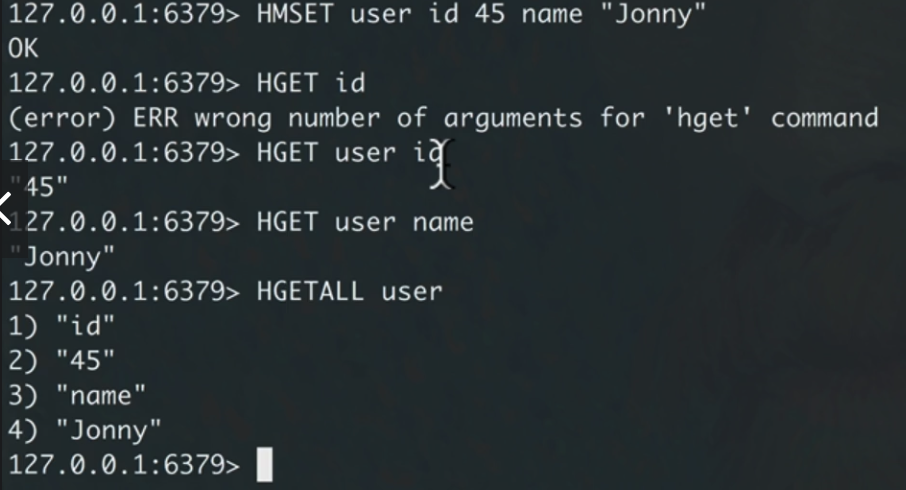 127.0.0.1:6379> HMSET user id 45 name "Jonny"
OK
127.0.0.1:6379> HGET id
(error) ERR wrong number of arguments for 'hget' command
127.0.0.1:6379> HGET user id
"45"
127.0.0.1:6379> HGET user name
"Jonny"
127.0.0.1:6379> HGETALL user
1) "id"
2) "45"
3) "name"
4) "Jonny"
127.0.0.1:6379>